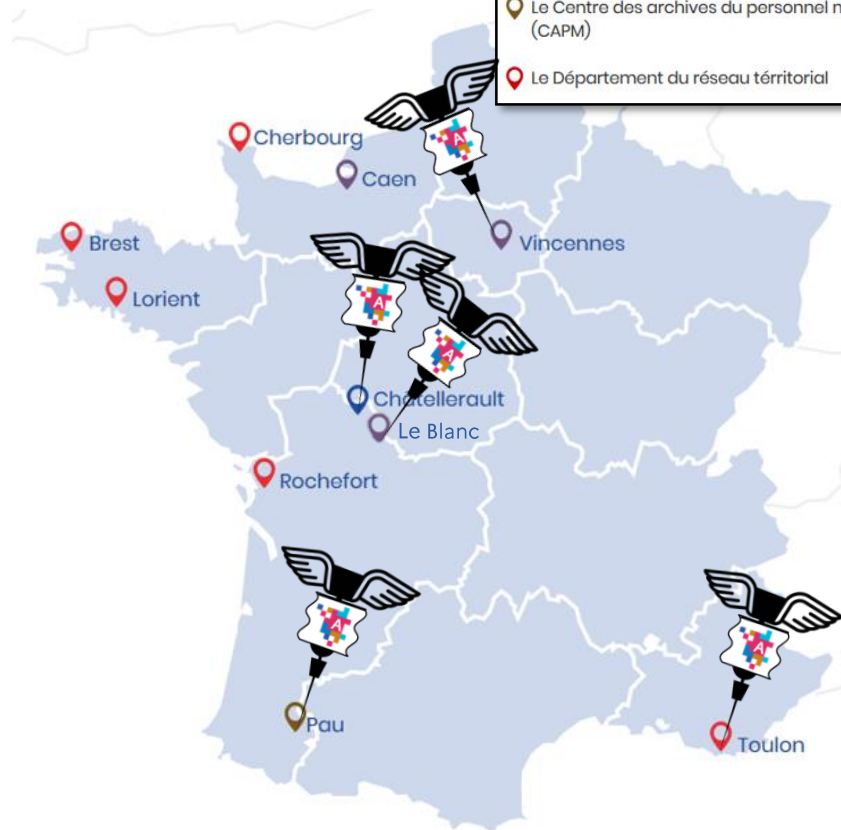 Le Centre des archives du personnel
(CAPM)
Le Département du réseau térritorial
Cherbourg
Caen
Vincennes
Brest
Lorient
Châtellerault
Le Blanc
Rochefort
Pau
Toulon
A
A
A
A
A